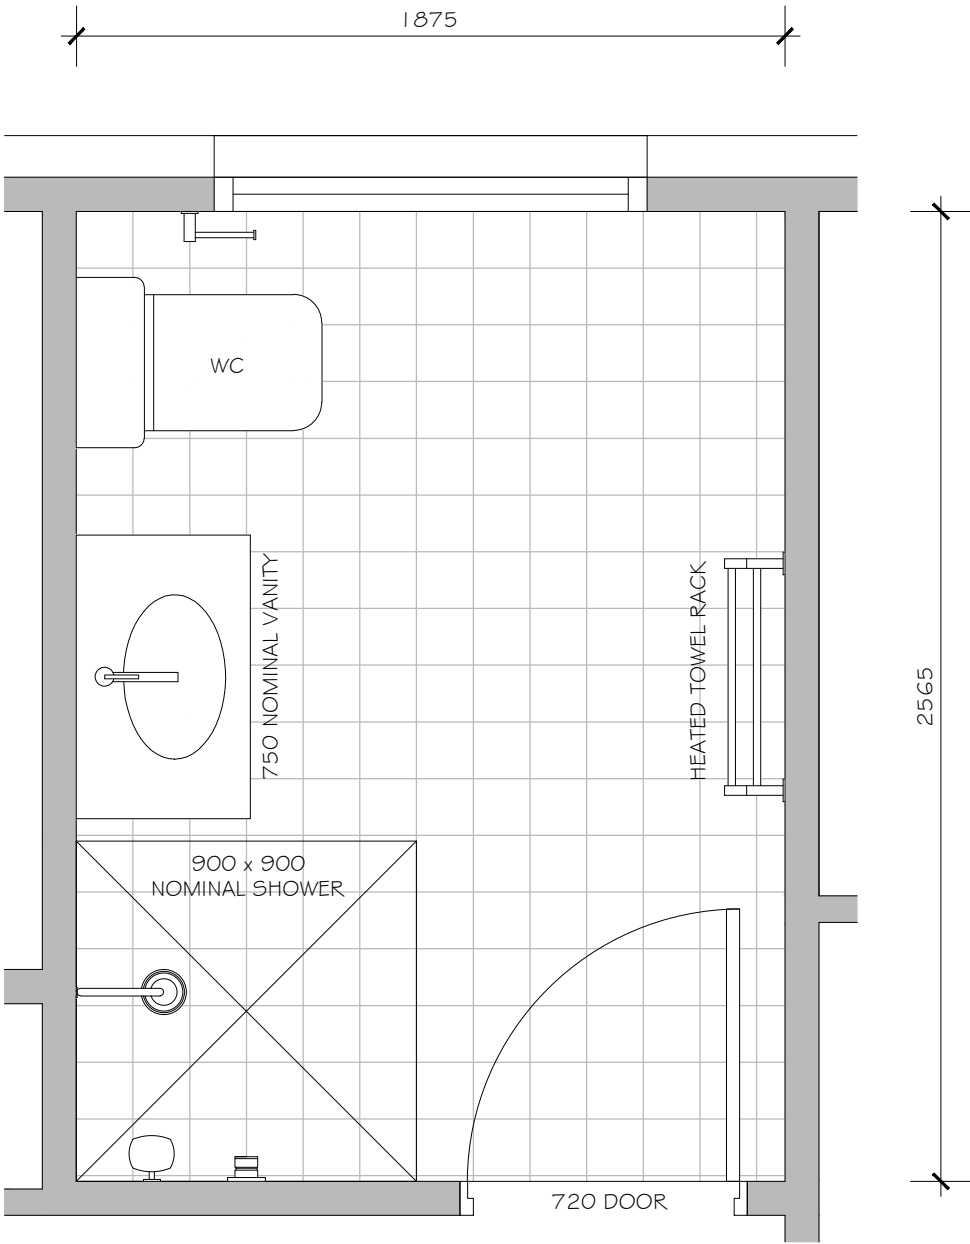 1875
WC
750 NOMINAL VANITY
HEATED TOWEL RACK
2565
900 x 900
NOMINAL SHOWER
720 DOOR